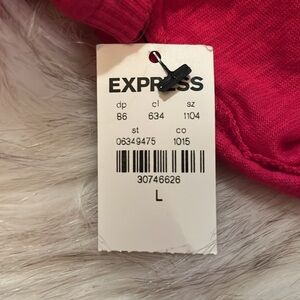 EXPRESS
dp cl sz
86 634 1104
st co
06349475 1015
30746626
L